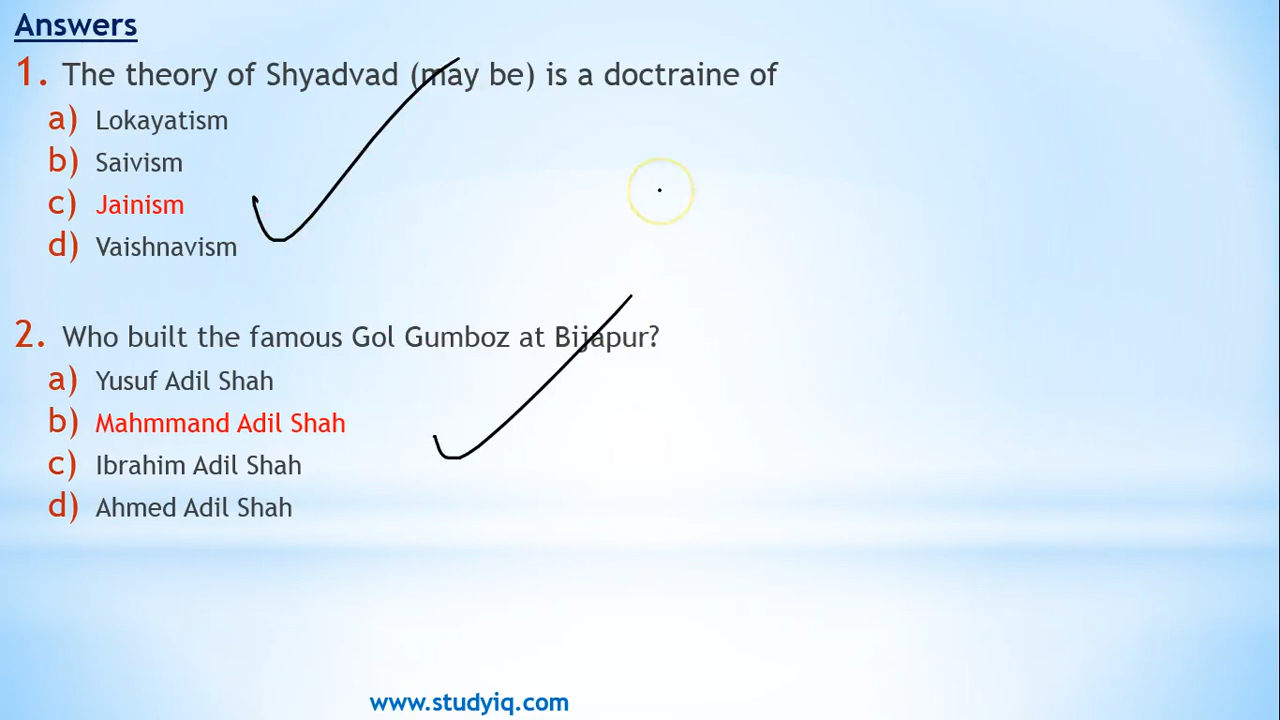 Answers
1. The theory of Shyadvad (may be) is a doctraine of
a) Lokayatism
b) Saivism
c) Jainism
d) Vaishnavism
2. Who built the famous Gol Gumboz at Bijapur?
a) Yusuf Adil Shah
b) Mahmmand Adil Shah
c) Ibrahim Adil Shah
d) Ahmed Adil Shah
www.studyiq.com